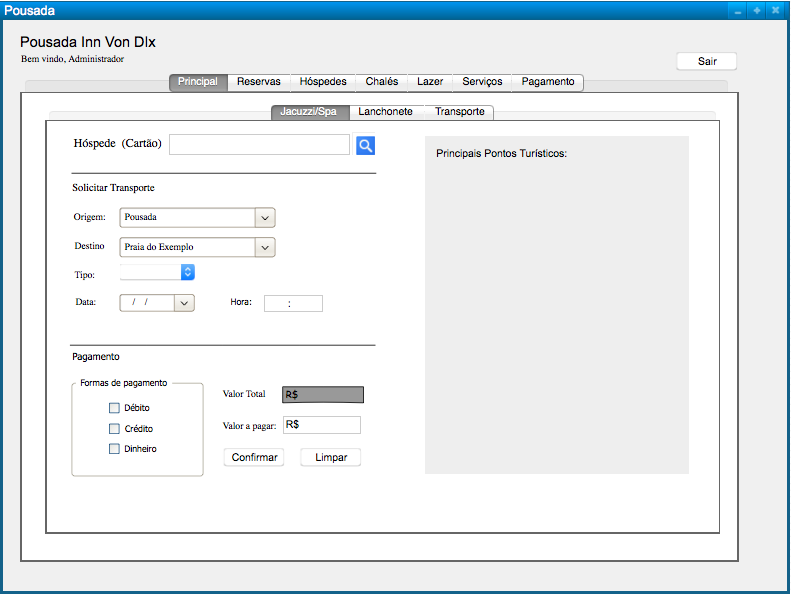 Pousada
Pousada Inn Von Dlx
Bem vindo, Administrador
Sair
Principal Reservas Hóspedes Chalés Lazer Serviços Pagamento
Jacuzzi/Spa Lanchonete Transporte
Hóspede (Cartão)
Principais Pontos Turísticos:
Solicitar Transporte
Origem: Pousada
Destino Praia do Exemplo
Tipo:
Data: / / Hora: :
Pagamento
Formas de pagamento
Débito
Crédito
Dinheiro
Valor Total R$
Valor a pagar: R$
Confirmar Limpar